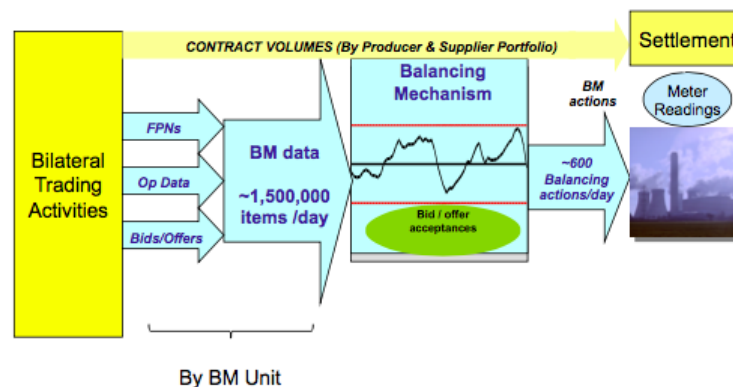 CONTRACT VOLUMES (By Producer & Supplier Portfolio)
Settlement
Bilateral
Trading
Activities
FPNs
Op Data
Bids/Offers
BM data
~1,500,000
items /day
Balancing
Mechanism
Bid / offer
acceptances
BM
actions
~600
Balancing
actions/day
Meter
Readings
By BM Unit